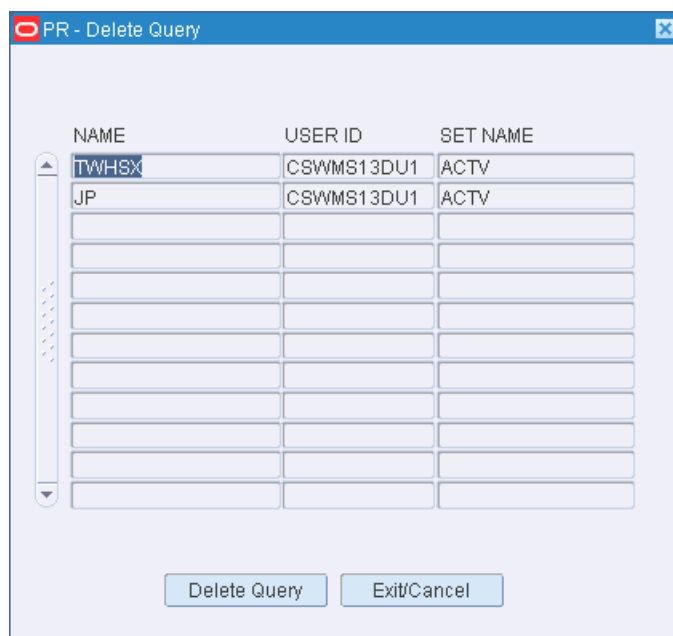 PR - Delete Query
NAME USER ID SET NAME
TWHSX CSWMS13DU1 ACTV
JP CSWMS13DU1 ACTV
Delete Query Exit/Cancel